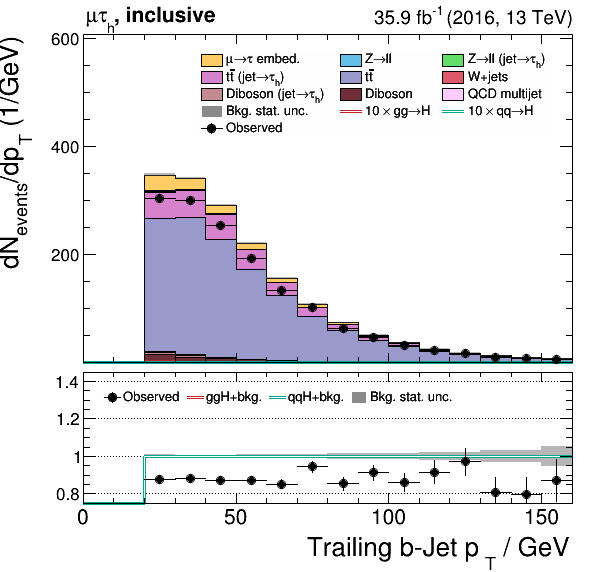 μτh, inclusive 35.9 fb-1 (2016, 13 TeV)
dNevents/dpT (1/GeV)
600
400
200
μ→τ embed. Z→ll Z→ll (jet→τh)
tt̄ (jet→τh) tt̄ W+jets
Diboson (jet→τh) Diboson QCD multijet
Bkg. stat. unc. 10 × gg→H 10 × qq→H
Observed
1.4
1.2
1
0.8
Observed ggH+bkg. qqH+bkg. Bkg. stat. unc.
0 50 100 150
Trailing b-Jet pT / GeV